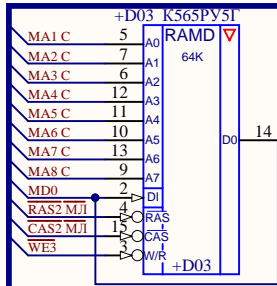 +D03 К565РУ5Г
MA1 C 5 A0 RAMD
MA2 C 7 A1 64K
MA3 C 6 A2
MA4 C 12 A3
MA5 C 11 A4
MA6 C 10 A5 D0 14
MA7 C 13 A6
MA8 C 9 A7
MD0 2 DI
RAS2 МЛ 4 RAS
CAS2 МЛ 15 CAS
WE3 3 W/R
+D03